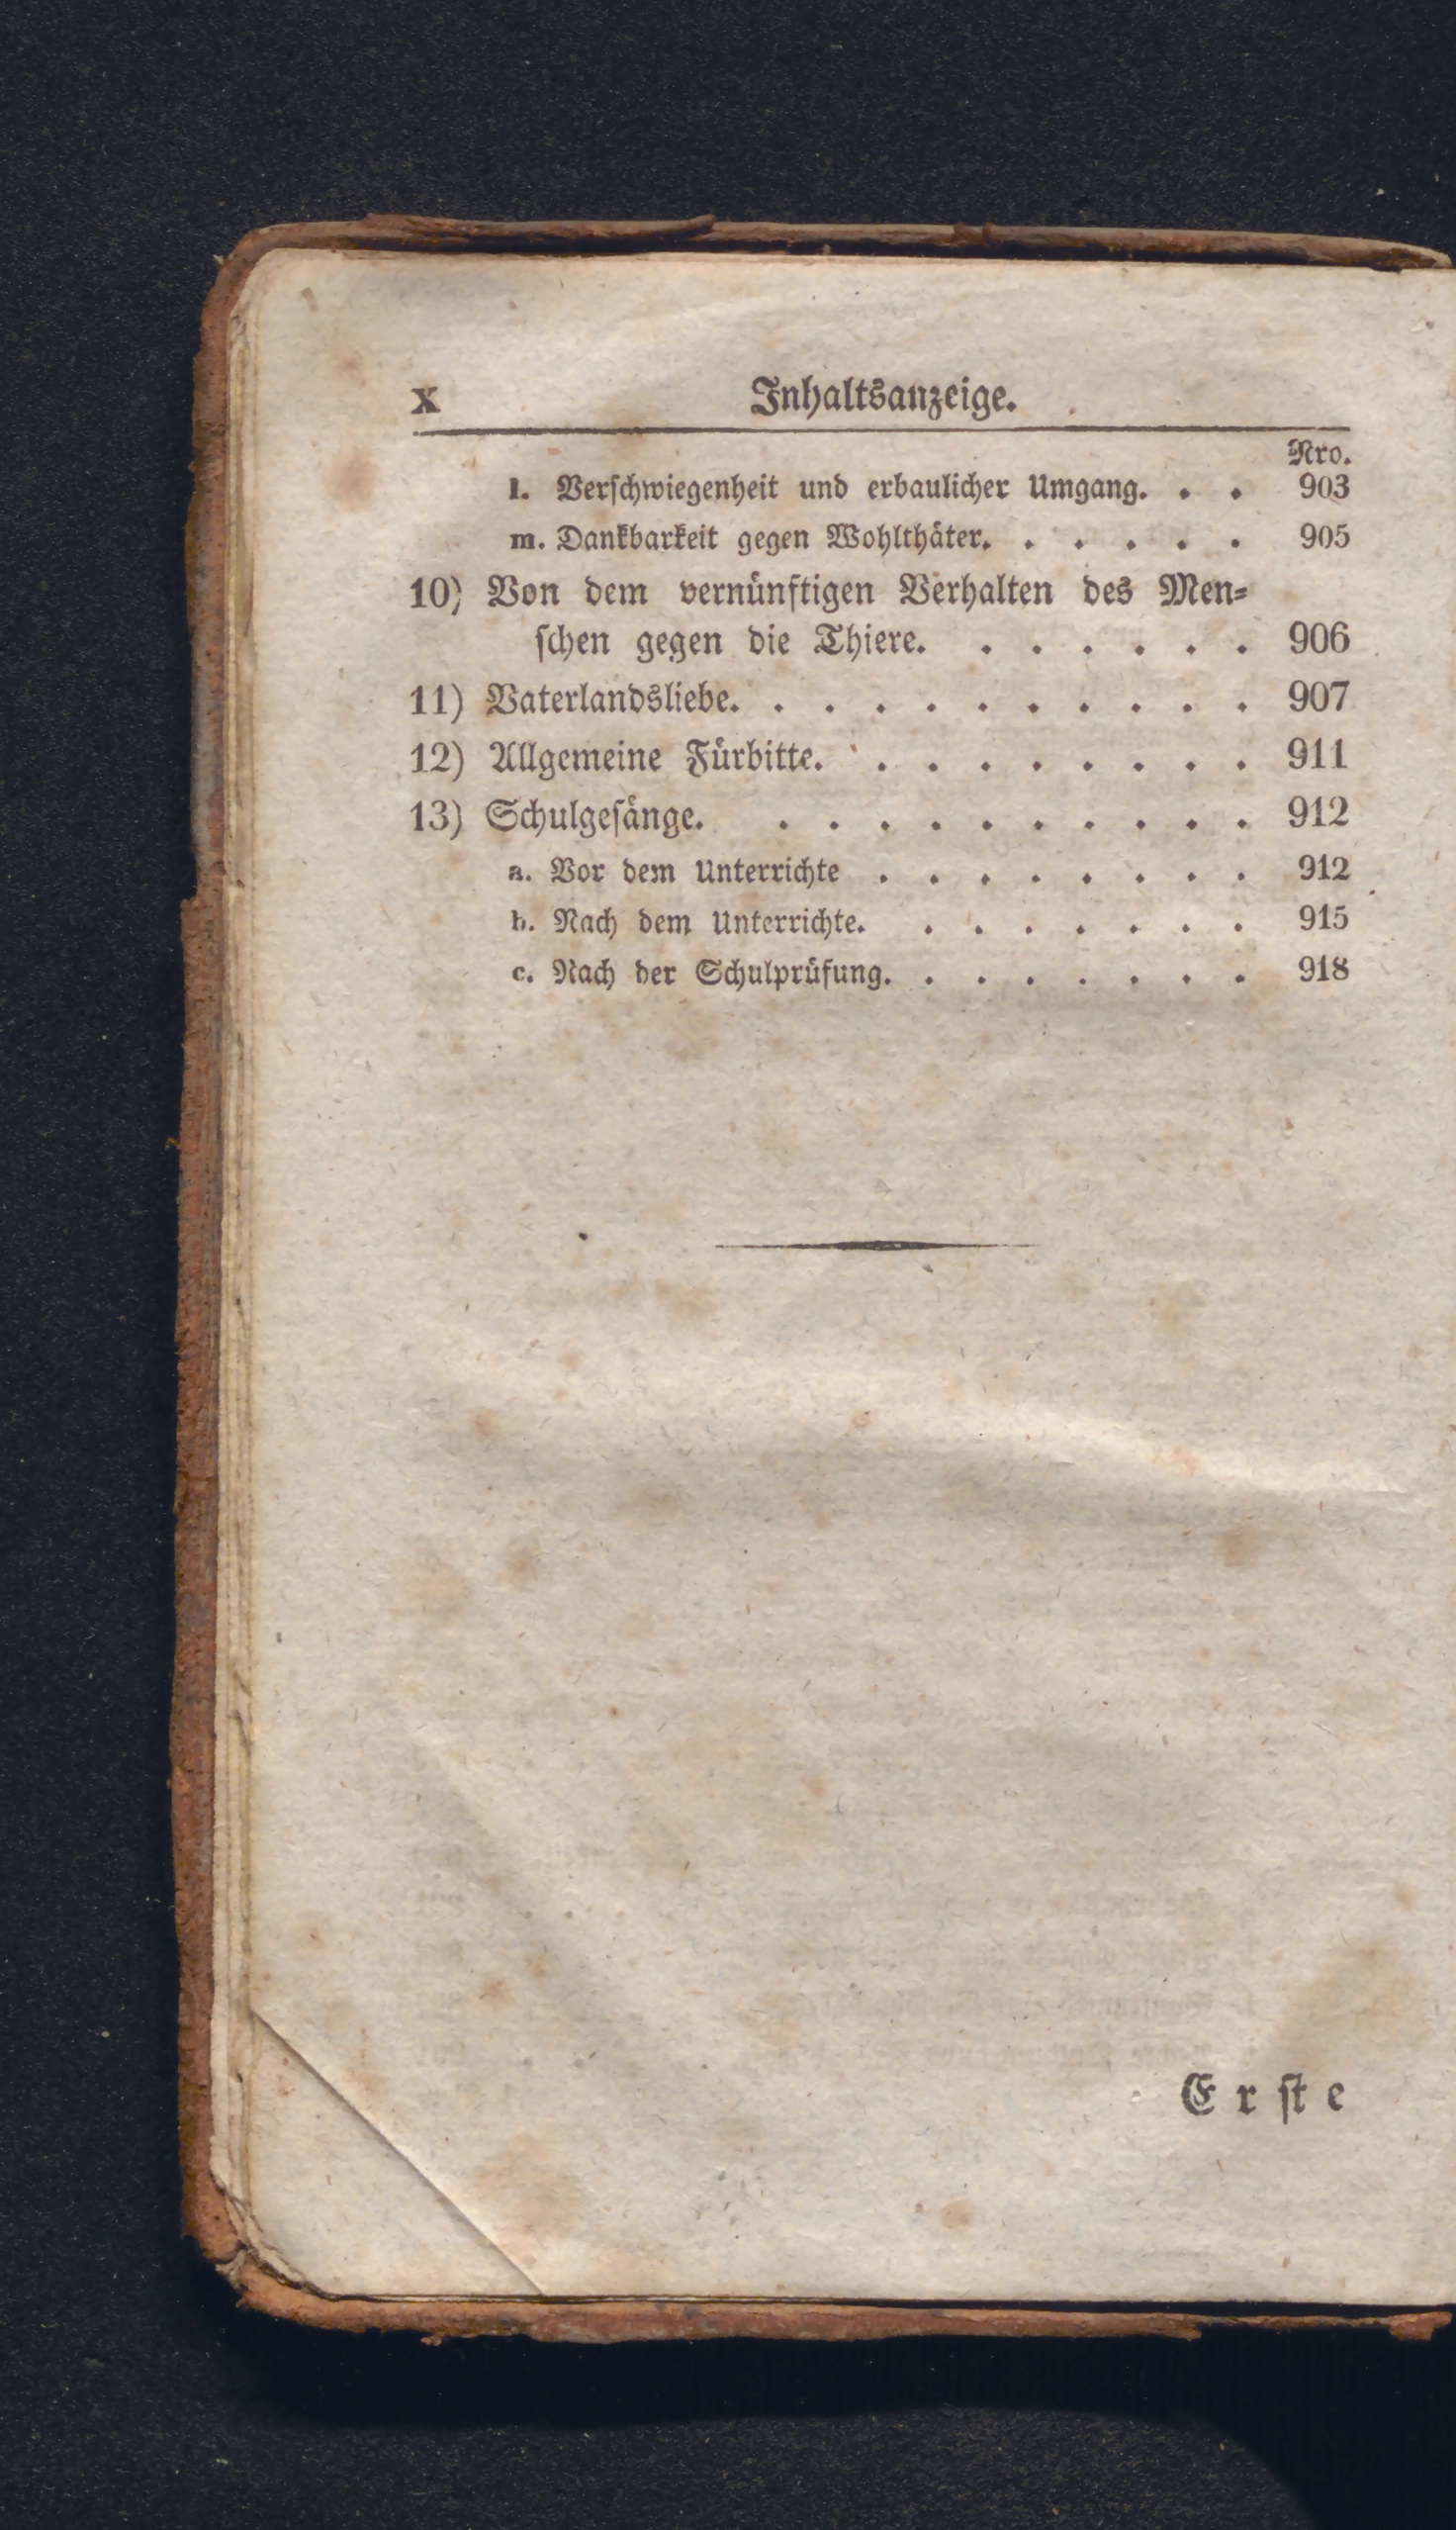 X Inhaltsanzeige.
Nro.
l. Verſchwiegenheit und erbaulicher Umgang. . . 903
m. Dankbarkeit gegen Wohlthäter. . . . . . 905
10) Von dem vernünftigen Verhalten des Men⸗
ſchen gegen die Thiere. . . . . . . 906
11) Vaterlandsliebe. . . . . . . . . . . 907
12) Allgemeine Fürbitte. . . . . . . . . 911
13) Schulgeſänge. . . . . . . . . . . 912
a. Vor dem Unterrichte . . . . . . . . 912
b. Nach dem Unterrichte. . . . . . . . 915
c. Nach der Schulprüfung. . . . . . . . 918
Erſte